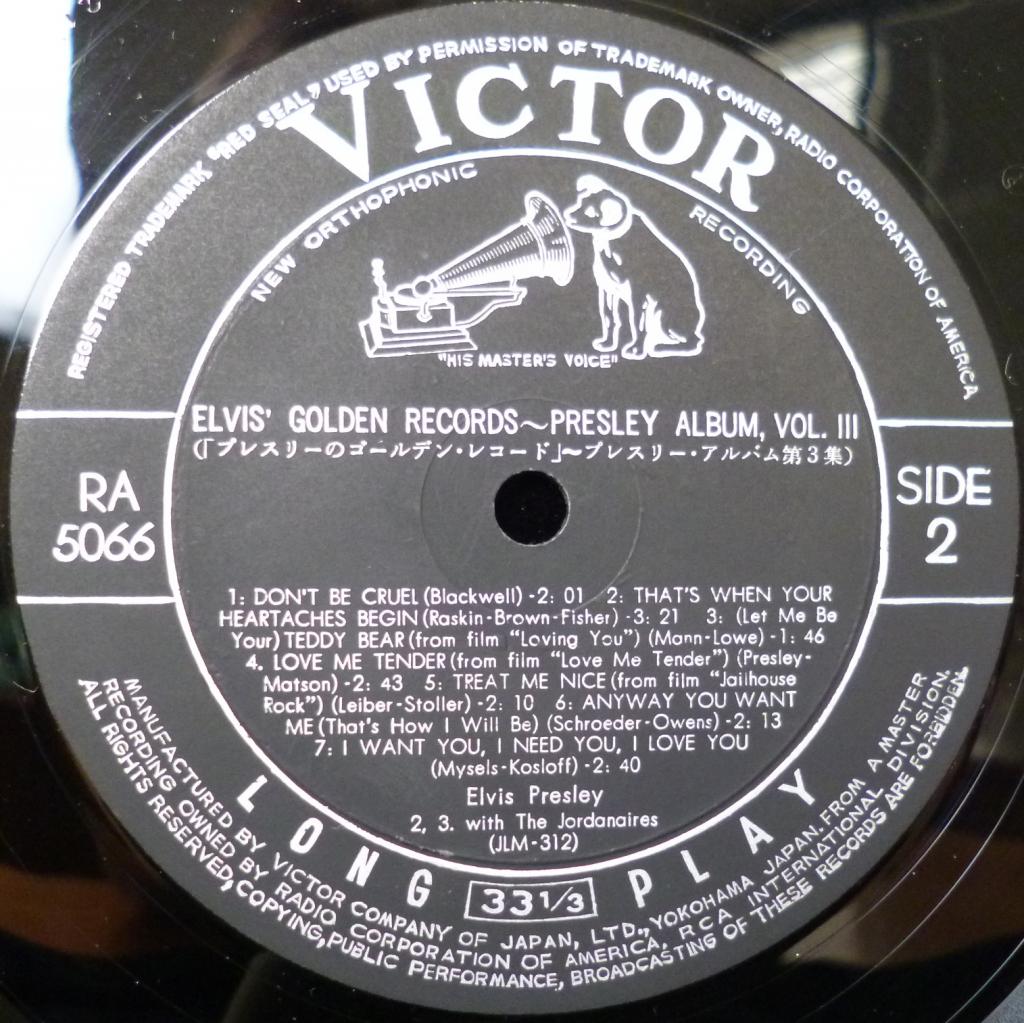 REGISTERED TRADEMARK "RED SEAL" USED BY PERMISSION OF TRADEMARK OWNER, RADIO CORPORATION OF AMERICA
VICTOR
NEW ORTHOPHONIC RECORDING
"HIS MASTER'S VOICE"
ELVIS' GOLDEN RECORDS~PRESLEY ALBUM, VOL. III
(「プレスリーのゴールデン・レコード」~プレスリー・アルバム第3集)
RA
5066
SIDE
2
1: DON'T BE CRUEL (Blackwell) -2: 01 2: THAT'S WHEN YOUR
HEARTACHES BEGIN (Raskin-Brown-Fisher) -3: 21 3: (Let Me Be
Your) TEDDY BEAR (from film "Loving You") (Mann-Lowe) -1: 46
4. LOVE ME TENDER (from film "Love Me Tender") (Presley-
Matson) -2: 43 5: TREAT ME NICE (from film "Jailhouse
Rock") (Leiber-Stoller) -2: 10 6: ANYWAY YOU WANT
ME (That's How I Will Be) (Schroeder-Owens) -2: 13
7: I WANT YOU, I NEED YOU, I LOVE YOU
(Mysels-Kosloff) -2: 40
Elvis Presley
2, 3. with The Jordanaires
(JLM-312)
LONG 33 1/3 PLAY
MANUFACTURED BY VICTOR COMPANY OF JAPAN, LTD., YOKOHAMA JAPAN. FROM A MASTER
RECORDING OWNED BY RADIO CORPORATION OF AMERICA, RCA INTERNATIONAL DIVISION.
ALL RIGHTS RESERVED, COPYING, PUBLIC PERFORMANCE, BROADCASTING OF THESE RECORDS ARE FORBIDDEN.